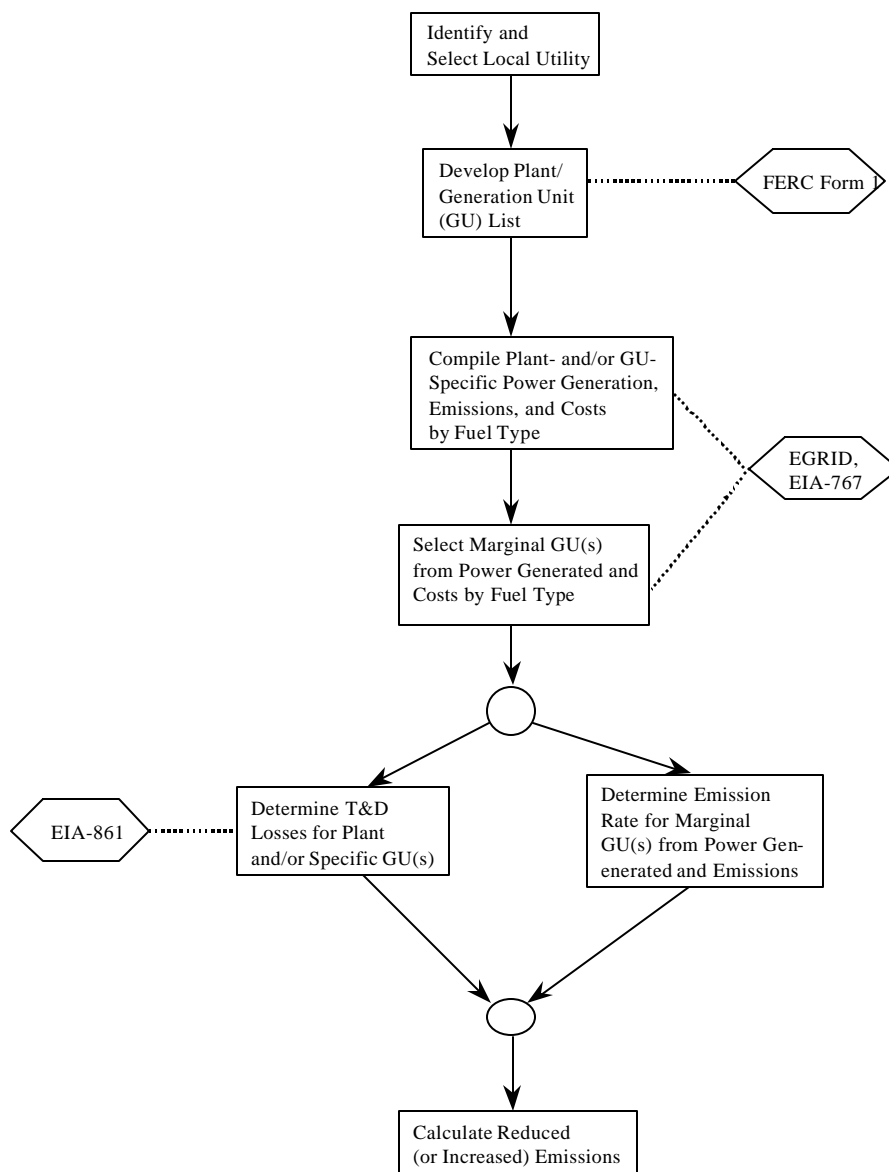 Identify and
Select Local Utility
Develop Plant/
Generation Unit
(GU) List
FERC Form 1
Compile Plant- and/or GU-
Specific Power Generation,
Emissions, and Costs
by Fuel Type
EGRID,
EIA-767
Select Marginal GU(s)
from Power Generated and
Costs by Fuel Type
EIA-861
Determine T&D
Losses for Plant
and/or Specific GU(s)
Determine Emission
Rate for Marginal
GU(s) from Power Gen-
enerated and Emissions
Calculate Reduced
(or Increased) Emissions